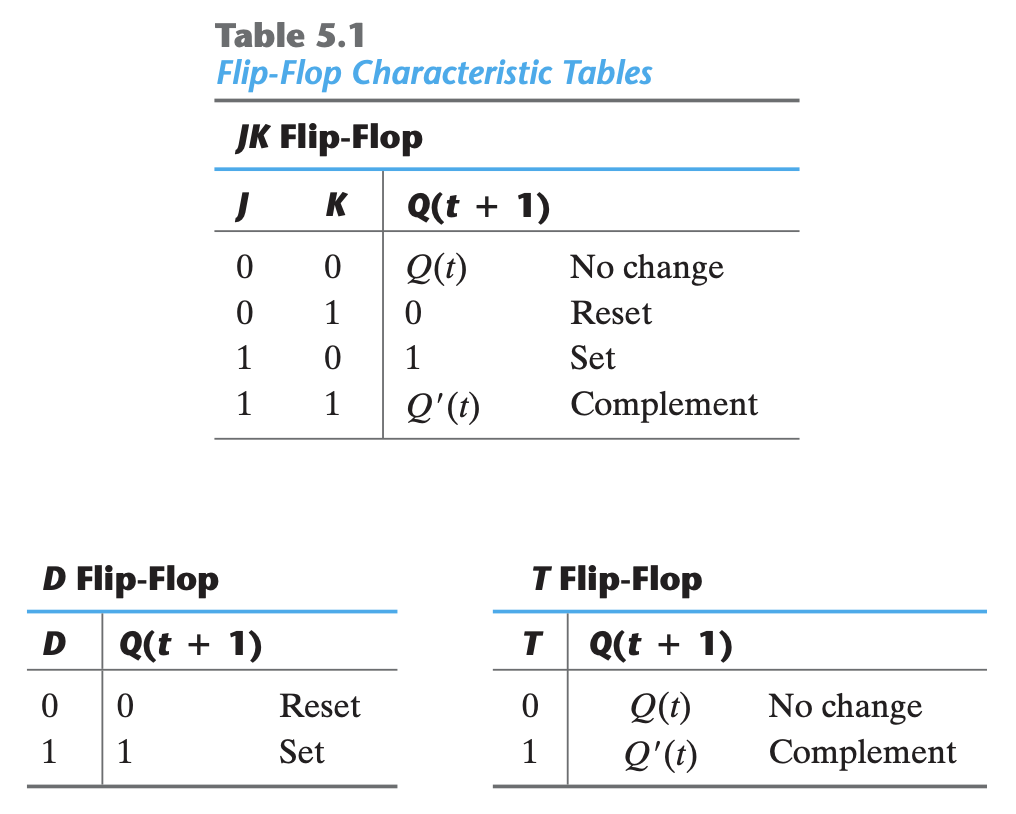 Table 5.1
Flip-Flop Characteristic Tables
JK Flip-Flop
J K Q(t + 1)
0 0 Q(t) No change
0 1 0 Reset
1 0 1 Set
1 1 Q′(t) Complement
D Flip-Flop
D Q(t + 1)
0 0 Reset
1 1 Set
T Flip-Flop
T Q(t + 1)
0 Q(t) No change
1 Q′(t) Complement